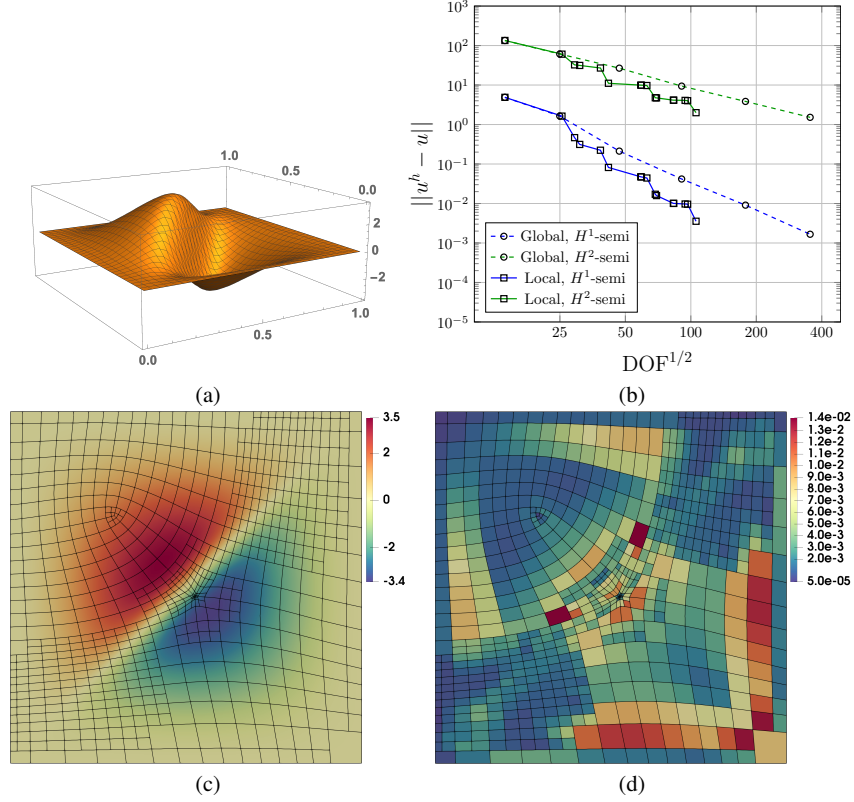 1.0
0.5
0.0
2
0
−2
1.0
0.5
0.0
(a)
10^3
10^2
10^1
10^0
10^−1
10^−2
10^−3
10^−4
10^−5
||u^h − u||
Global, H^1-semi
Global, H^2-semi
Local, H^1-semi
Local, H^2-semi
25 50 100 200 400
DOF^1/2
(b)
3.5
2
0
-2
-3.4
(c)
1.4e-02
1.3e-2
1.2e-2
1.1e-2
1.0e-2
9.0e-3
8.0e-3
7.0e-3
6.0e-3
5.0e-3
4.0e-3
3.0e-3
2.0e-3
5.0e-05
(d)